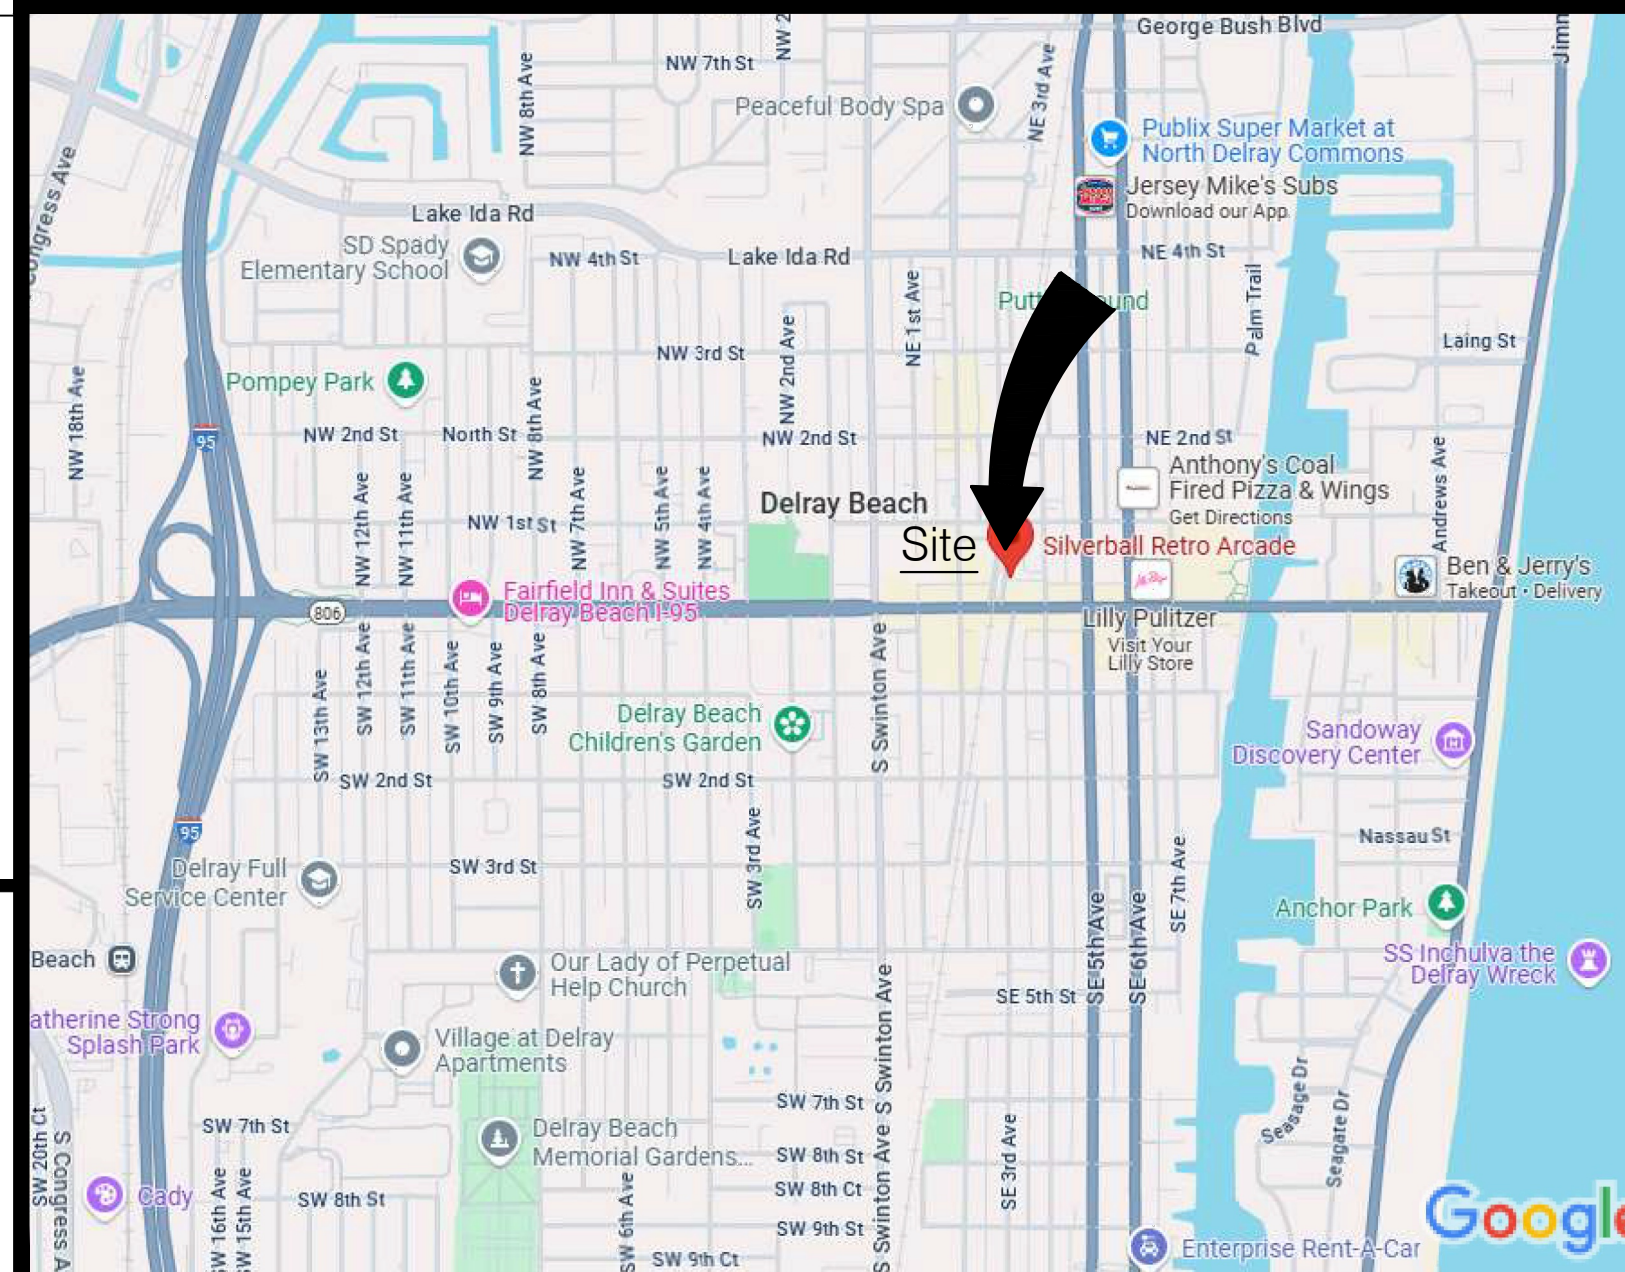 George Bush Blvd
NW 7th St
NW 8th Ave
NE 3rd Ave
Peaceful Body Spa
Publix Super Market at
North Delray Commons
Jersey Mike's Subs
Download our App
Lake Ida Rd
SD Spady
Elementary School
NW 4th St
Lake Ida Rd
NE 4th St
NE 1st Ave
Palm Trail
NW 3rd St
NW 2nd Ave
Laing St
Pompey Park
NW 18th Ave
95
NW 2nd St
North St
NW 8th Ave
NW 2nd St
NE 2nd St
Anthony's Coal
Fired Pizza & Wings
Get Directions
Andrews Ave
Delray Beach
NW 12th Ave
NW 11th Ave
NW 1st St
NW 7th Ave
NW 5th Ave
NW 4th Ave
Site
Silverball Retro Arcade
Ben & Jerry's
Takeout • Delivery
Fairfield Inn & Suites
Delray Beach I-95
806
Lilly Pulitzer
Visit Your
Lilly Store
SW 13th Ave
SW 12th Ave
SW 11th Ave
SW 10th Ave
SW 9th Ave
SW 8th Ave
S Swinton Ave
Delray Beach
Children's Garden
Sandoway
Discovery Center
SW 2nd St
SW 2nd St
95
SW 3rd Ave
Nassau St
Delray Full
Service Center
SW 3rd St
SE 7th Ave
Anchor Park
SE 5th Ave
SE 6th Ave
Beach
Our Lady of Perpetual
Help Church
SS Inchulva the
Delray Wreck
S Swinton Ave
SE 5th St
atherine Strong
Splash Park
Village at Delray
Apartments
Seasage Dr
Seagate Dr
SW 7th St
SW 20th Ct
SW 7th St
Delray Beach
Memorial Gardens...
SW 8th St
SW 8th Ct
S Swinton Ave
SE 3rd Ave
Cady
SW 16th Ave
SW 15th Ave
SW 8th St
SW 6th Ave
SW 9th St
SW 9th Ct
Enterprise Rent-A-Car